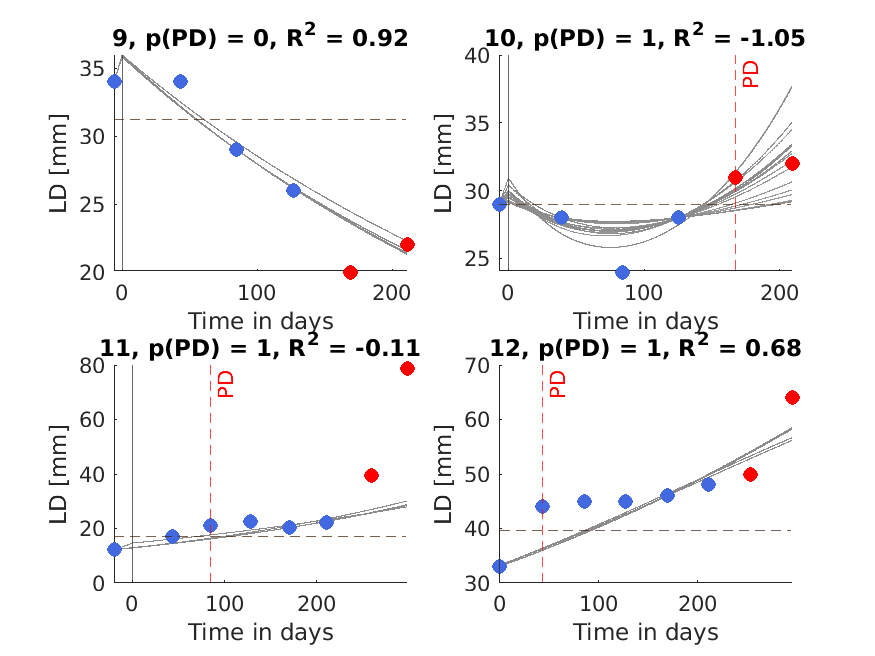 9, p(PD) = 0, R² = 0.92
LD [mm]
35
30
25
20
0 100 200
Time in days
10, p(PD) = 1, R² = -1.05
PD
LD [mm]
40
35
30
25
0 100 200
Time in days
11, p(PD) = 1, R² = -0.11
PD
LD [mm]
80
60
40
20
0
0 100 200
Time in days
12, p(PD) = 1, R² = 0.68
PD
LD [mm]
70
60
50
40
30
0 100 200
Time in days